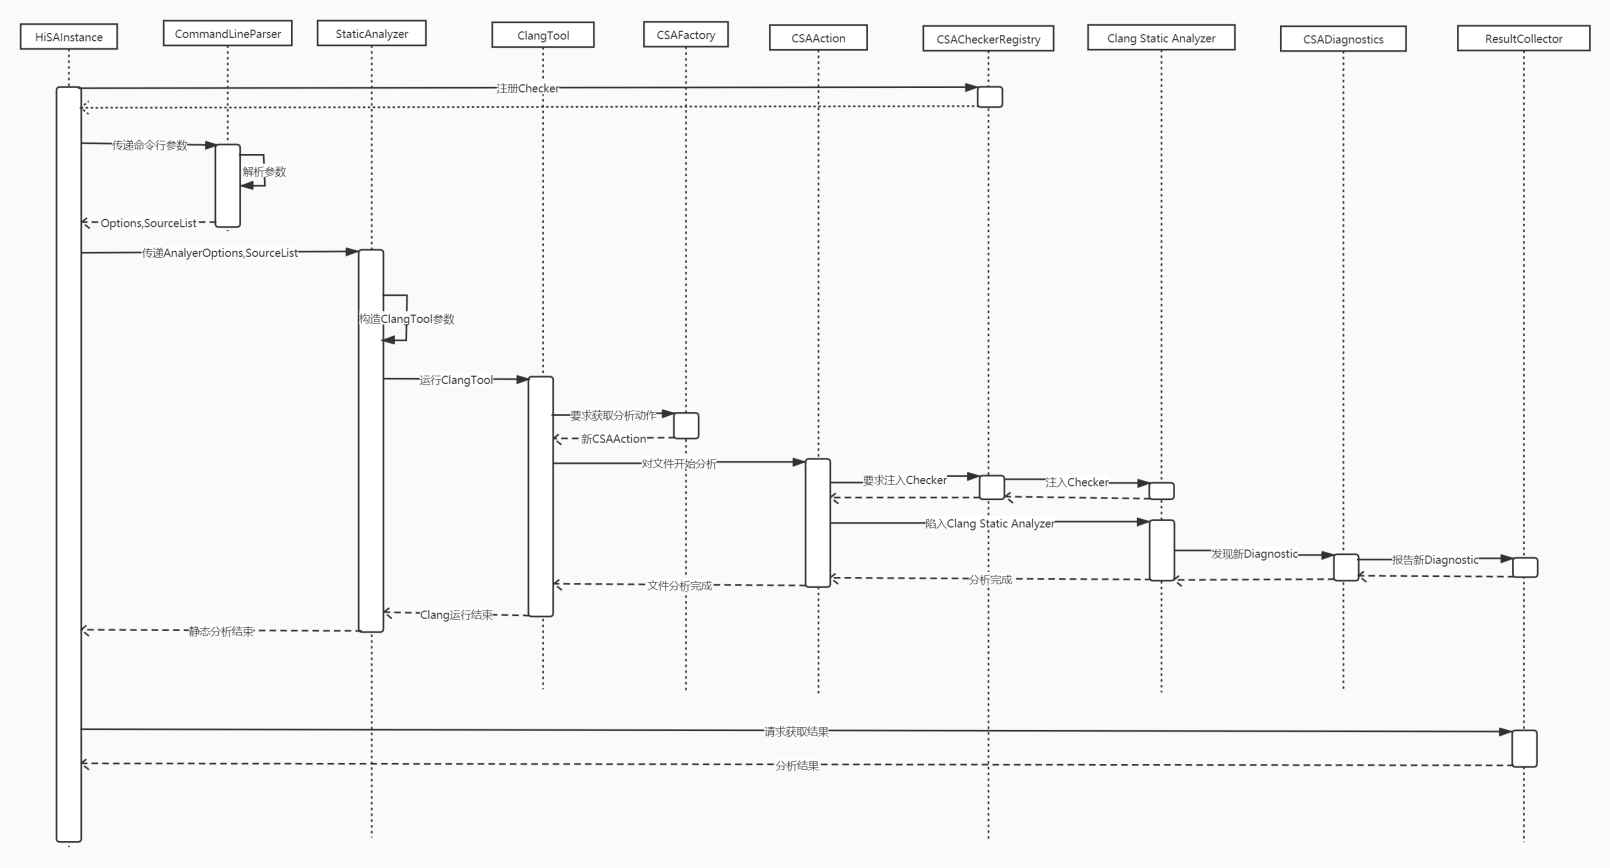 HiSAInstance
CommandLineParser
StaticAnalyzer
ClangTool
CSAFactory
CSAAction
CSACheckerRegistry
Clang Static Analyzer
CSADiagnostics
ResultCollector
注册Checker
传递命令行参数
解析参数
Options,SourceList
传递AnalyerOptions,SourceList
构造ClangTool参数
运行ClangTool
要求获取分析动作
新CSAAction
对文件开始分析
要求注入Checker
注入Checker
陷入Clang Static Analyzer
发现新Diagnostic
报告新Diagnostic
分析完成
文件分析完成
Clang运行结束
静态分析结束
请求获取结果
分析结果